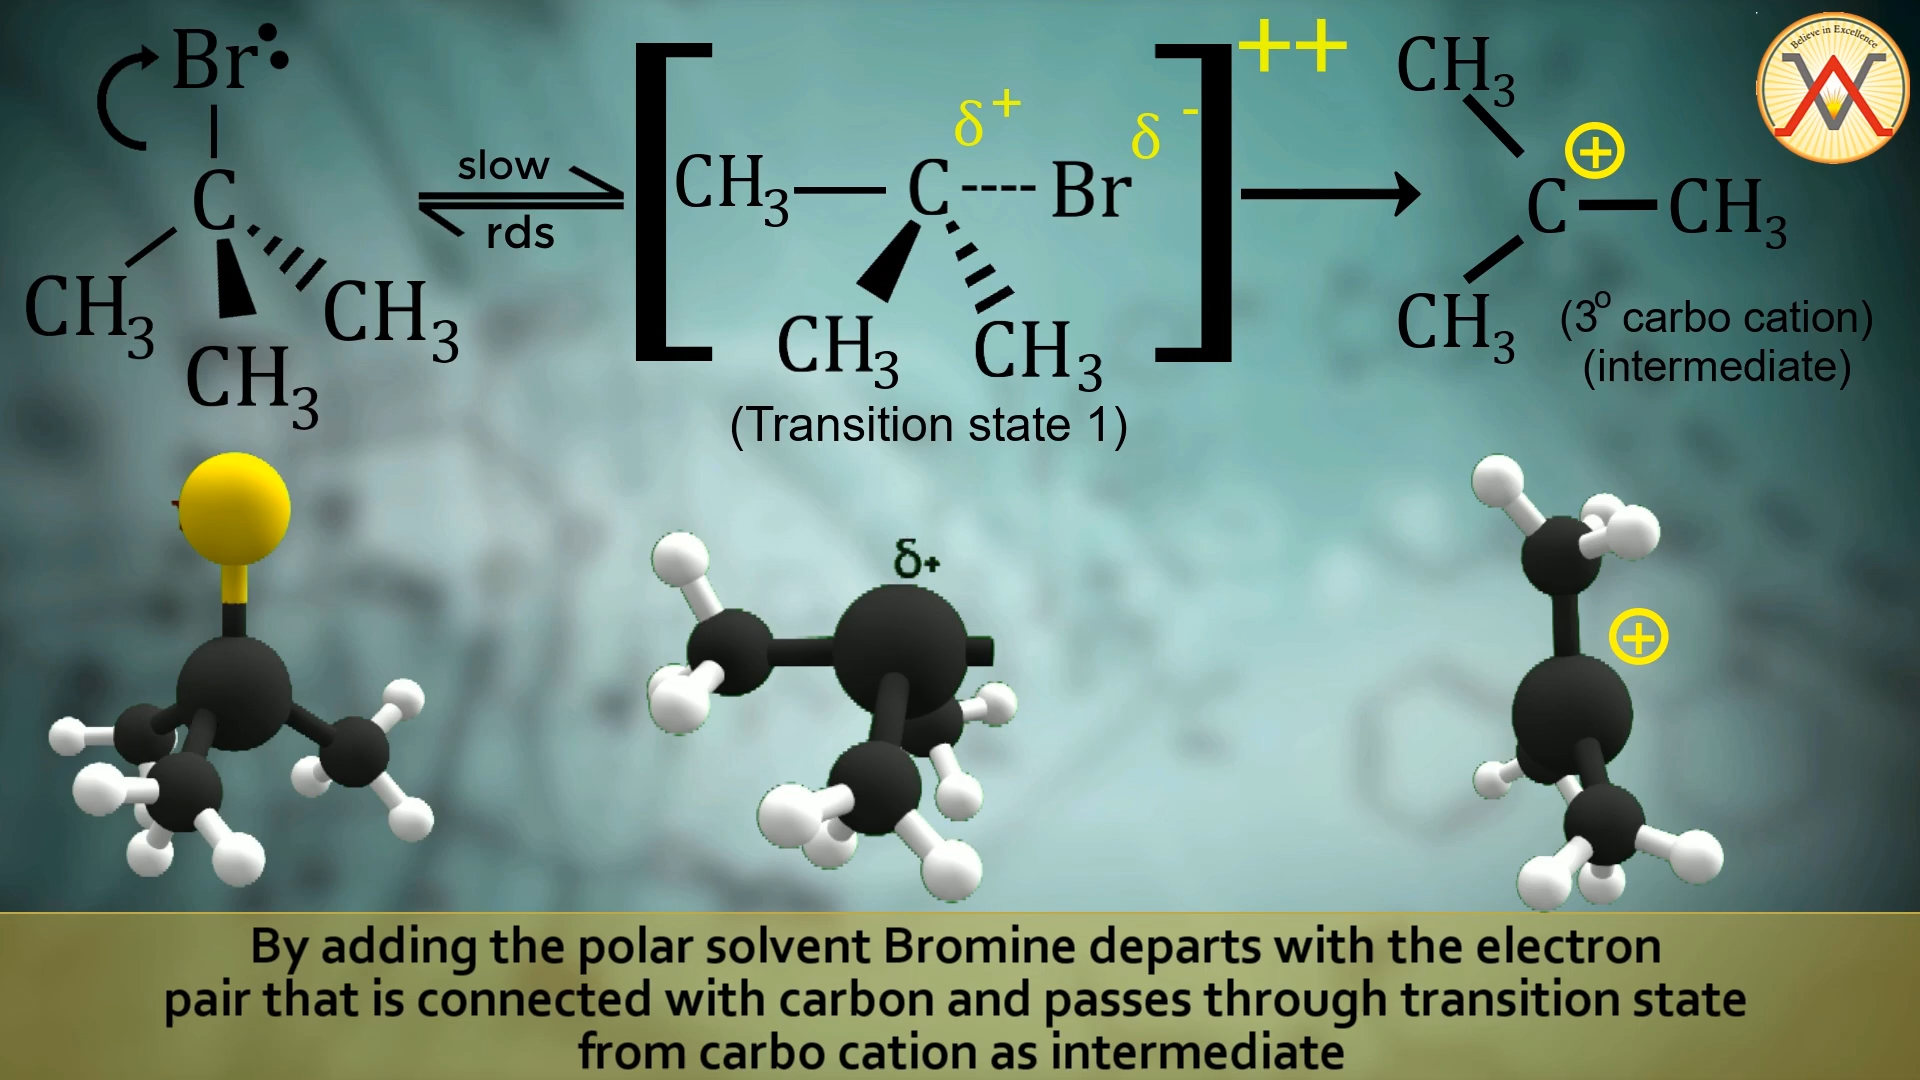 Br:
C
CH3
CH3
CH3
slow
rds
CH3 C Br
δ+
δ-
CH3
CH3
(Transition state 1)
++
CH3
C CH3
+
CH3
(3o carbo cation)
(intermediate)
Believe in Excellence
δ+
+
By adding the polar solvent Bromine departs with the electron
pair that is connected with carbon and passes through transition state
from carbo cation as intermediate